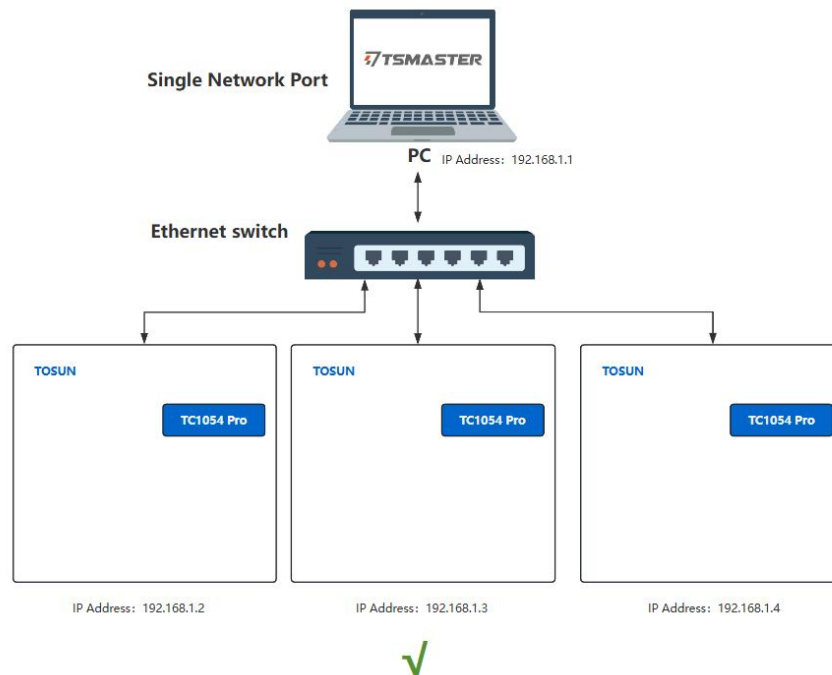 TSMASTER
Single Network Port
PC IP Address: 192.168.1.1
Ethernet switch
TOSUN
TC1054 Pro
TOSUN
TC1054 Pro
TOSUN
TC1054 Pro
IP Address: 192.168.1.2
IP Address: 192.168.1.3
IP Address: 192.168.1.4
√